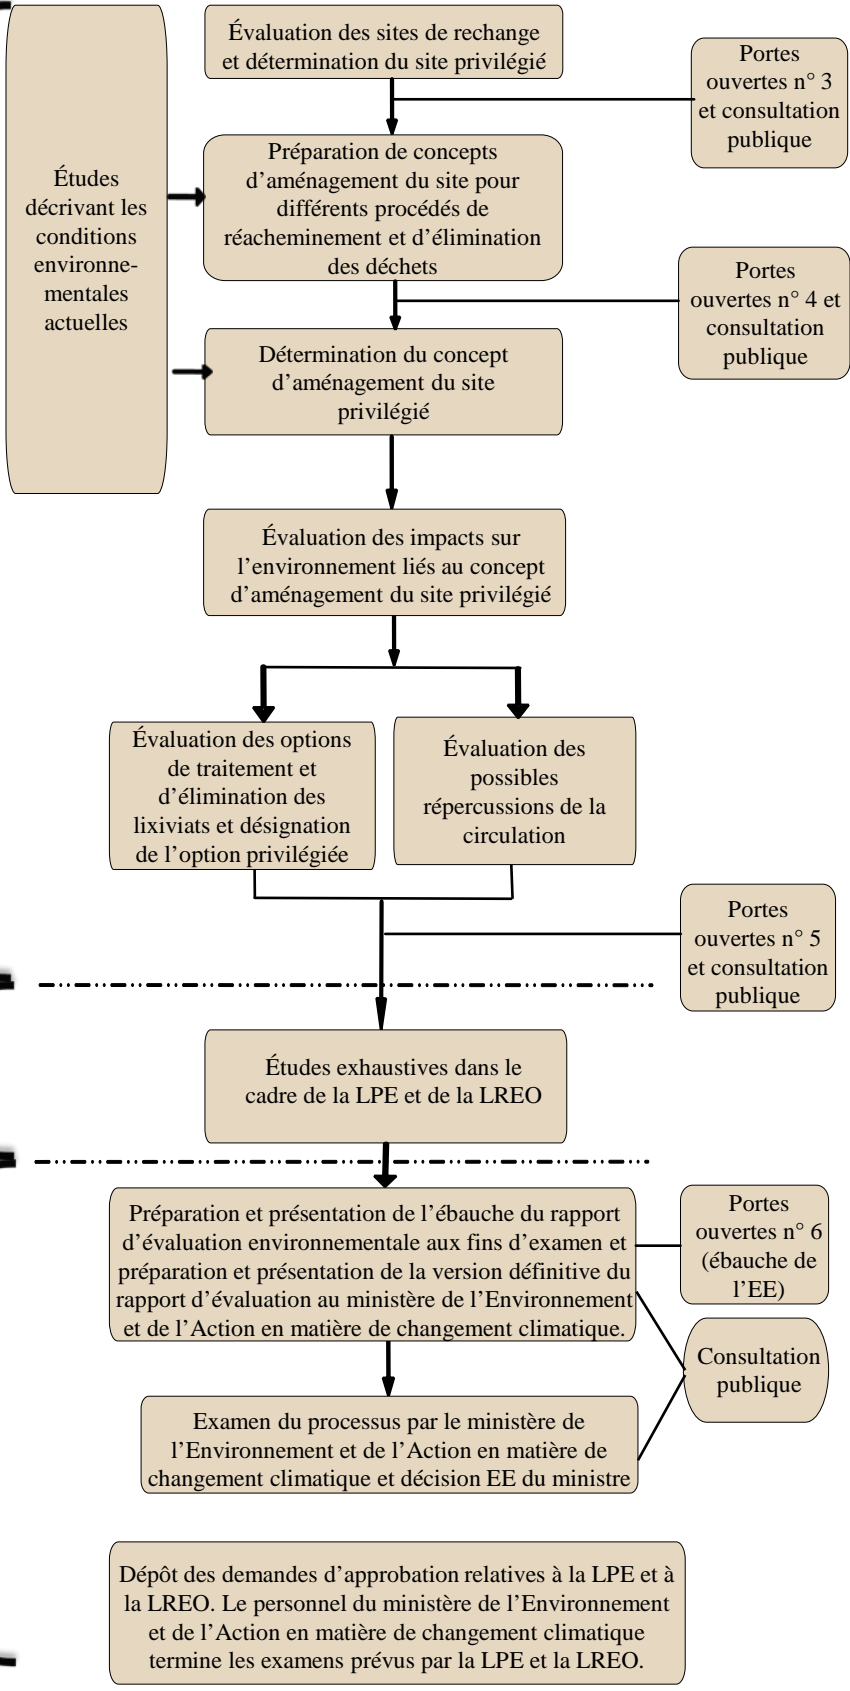 Évaluation des sites de rechange
et détermination du site privilégié
Portes
ouvertes n° 3
et consultation
publique
Études
décrivant les
conditions
environne-
mentales
actuelles
Préparation de concepts
d’aménagement du site pour
différents procédés de
réacheminement et d’élimination
des déchets
Portes
ouvertes n° 4 et
consultation
publique
Détermination du concept
d’aménagement du site
privilégié
Évaluation des impacts sur
l’environnement liés au concept
d’aménagement du site privilégié
Évaluation des options
de traitement et
d’élimination des
lixiviats et désignation
de l’option privilégiée
Évaluation des
possibles
répercussions de la
circulation
Portes
ouvertes n° 5
et consultation
publique
Études exhaustives dans le
cadre de la LPE et de la LREO
Préparation et présentation de l’ébauche du rapport
d’évaluation environnementale aux fins d’examen et
préparation et présentation de la version définitive du
rapport d’évaluation au ministère de l’Environnement
et de l’Action en matière de changement climatique.
Portes
ouvertes n° 6
(ébauche de
l’EE)
Consultation
publique
Examen du processus par le ministère de
l’Environnement et de l’Action en matière de
changement climatique et décision EE du ministre
Dépôt des demandes d’approbation relatives à la LPE et à
la LREO. Le personnel du ministère de l’Environnement
et de l’Action en matière de changement climatique
termine les examens prévus par la LPE et la LREO.